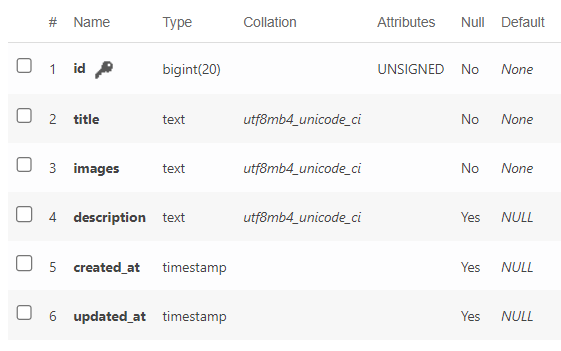 # Name Type Collation Attributes Null Default
1 id bigint(20) UNSIGNED No None
2 title text utf8mb4_unicode_ci No None
3 images text utf8mb4_unicode_ci No None
4 description text utf8mb4_unicode_ci Yes NULL
5 created_at timestamp Yes NULL
6 updated_at timestamp Yes NULL